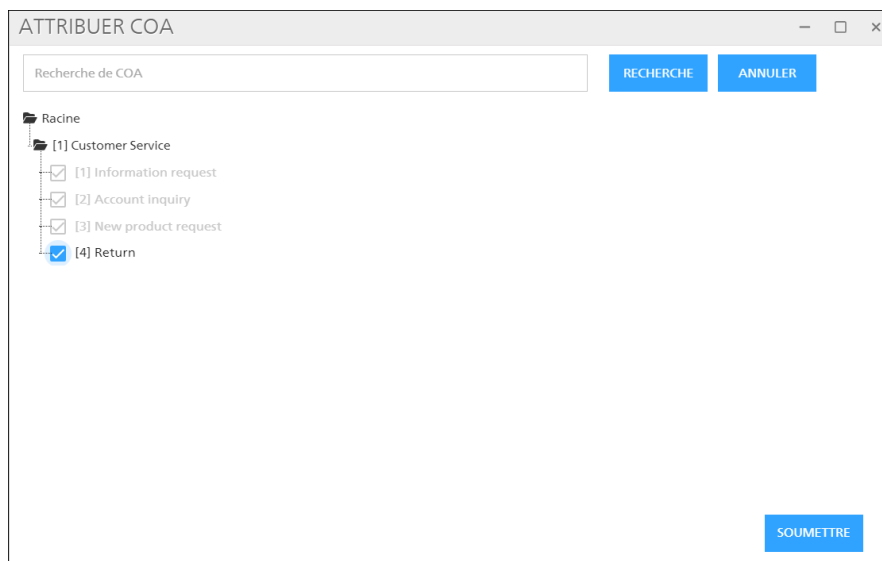 ATTRIBUER COA
Recherche de COA
RECHERCHE
ANNULER
Racine
[1] Customer Service
[1] Information request
[2] Account inquiry
[3] New product request
[4] Return
SOUMETTRE